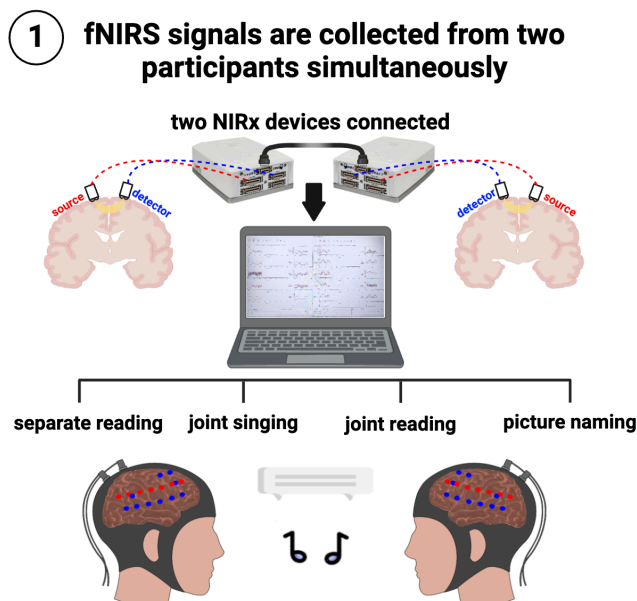 1
fNIRS signals are collected from two
participants simultaneously
two NIRx devices connected
source
detector
detector
source
separate reading
joint singing
joint reading
picture naming